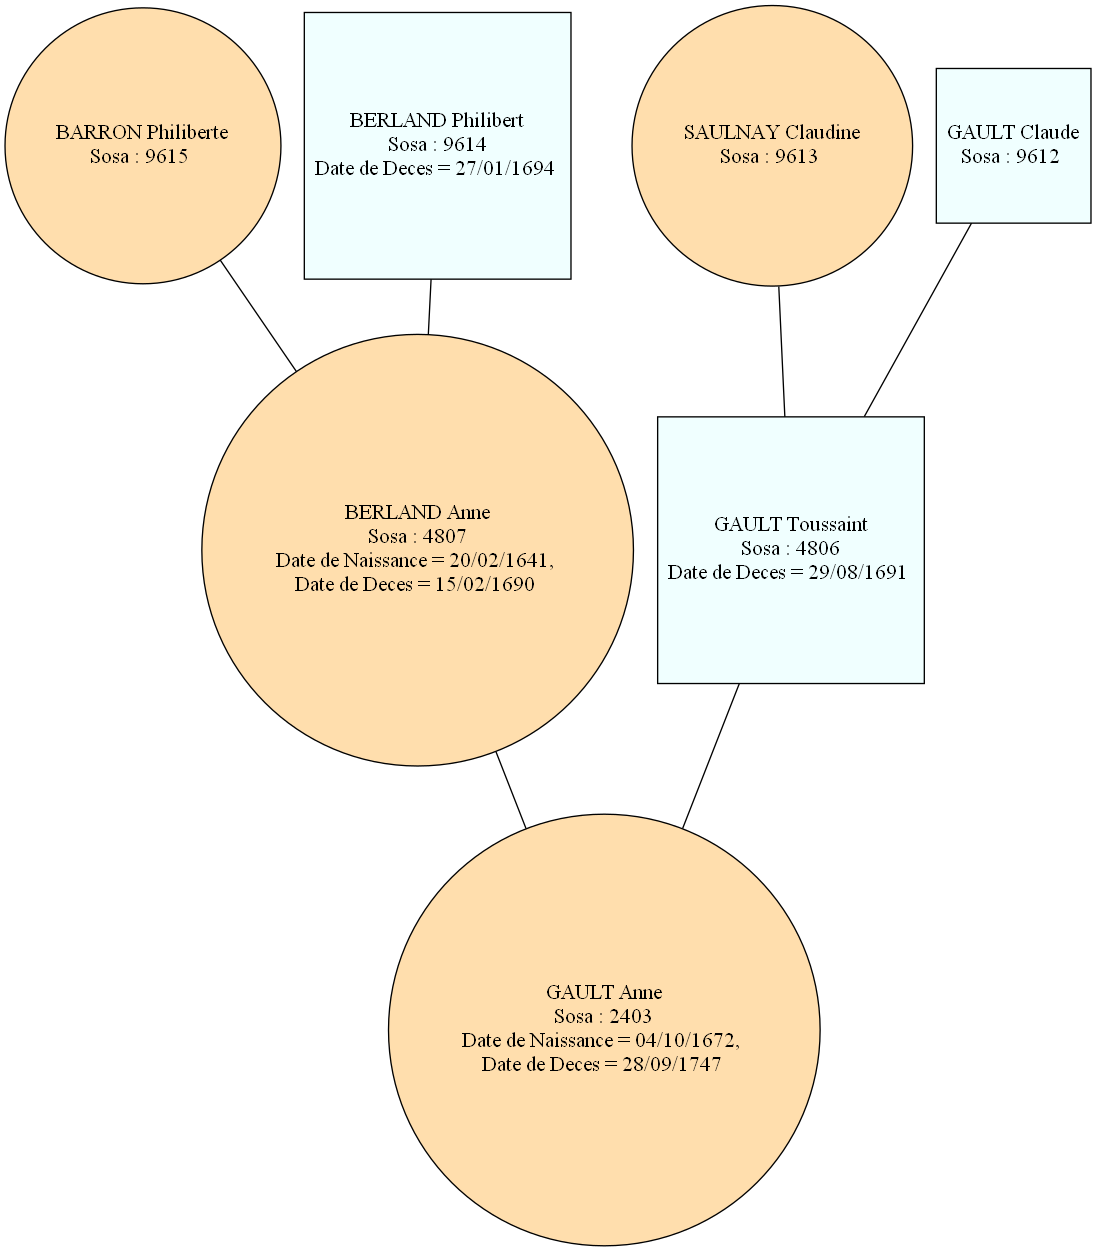 BARRON Philiberte
Sosa : 9615
BERLAND Philibert
Sosa : 9614
Date de Deces = 27/01/1694
SAULNAY Claudine
Sosa : 9613
GAULT Claude
Sosa : 9612
BERLAND Anne
Sosa : 4807
Date de Naissance = 20/02/1641,
Date de Deces = 15/02/1690
GAULT Toussaint
Sosa : 4806
Date de Deces = 29/08/1691
GAULT Anne
Sosa : 2403
Date de Naissance = 04/10/1672,
Date de Deces = 28/09/1747